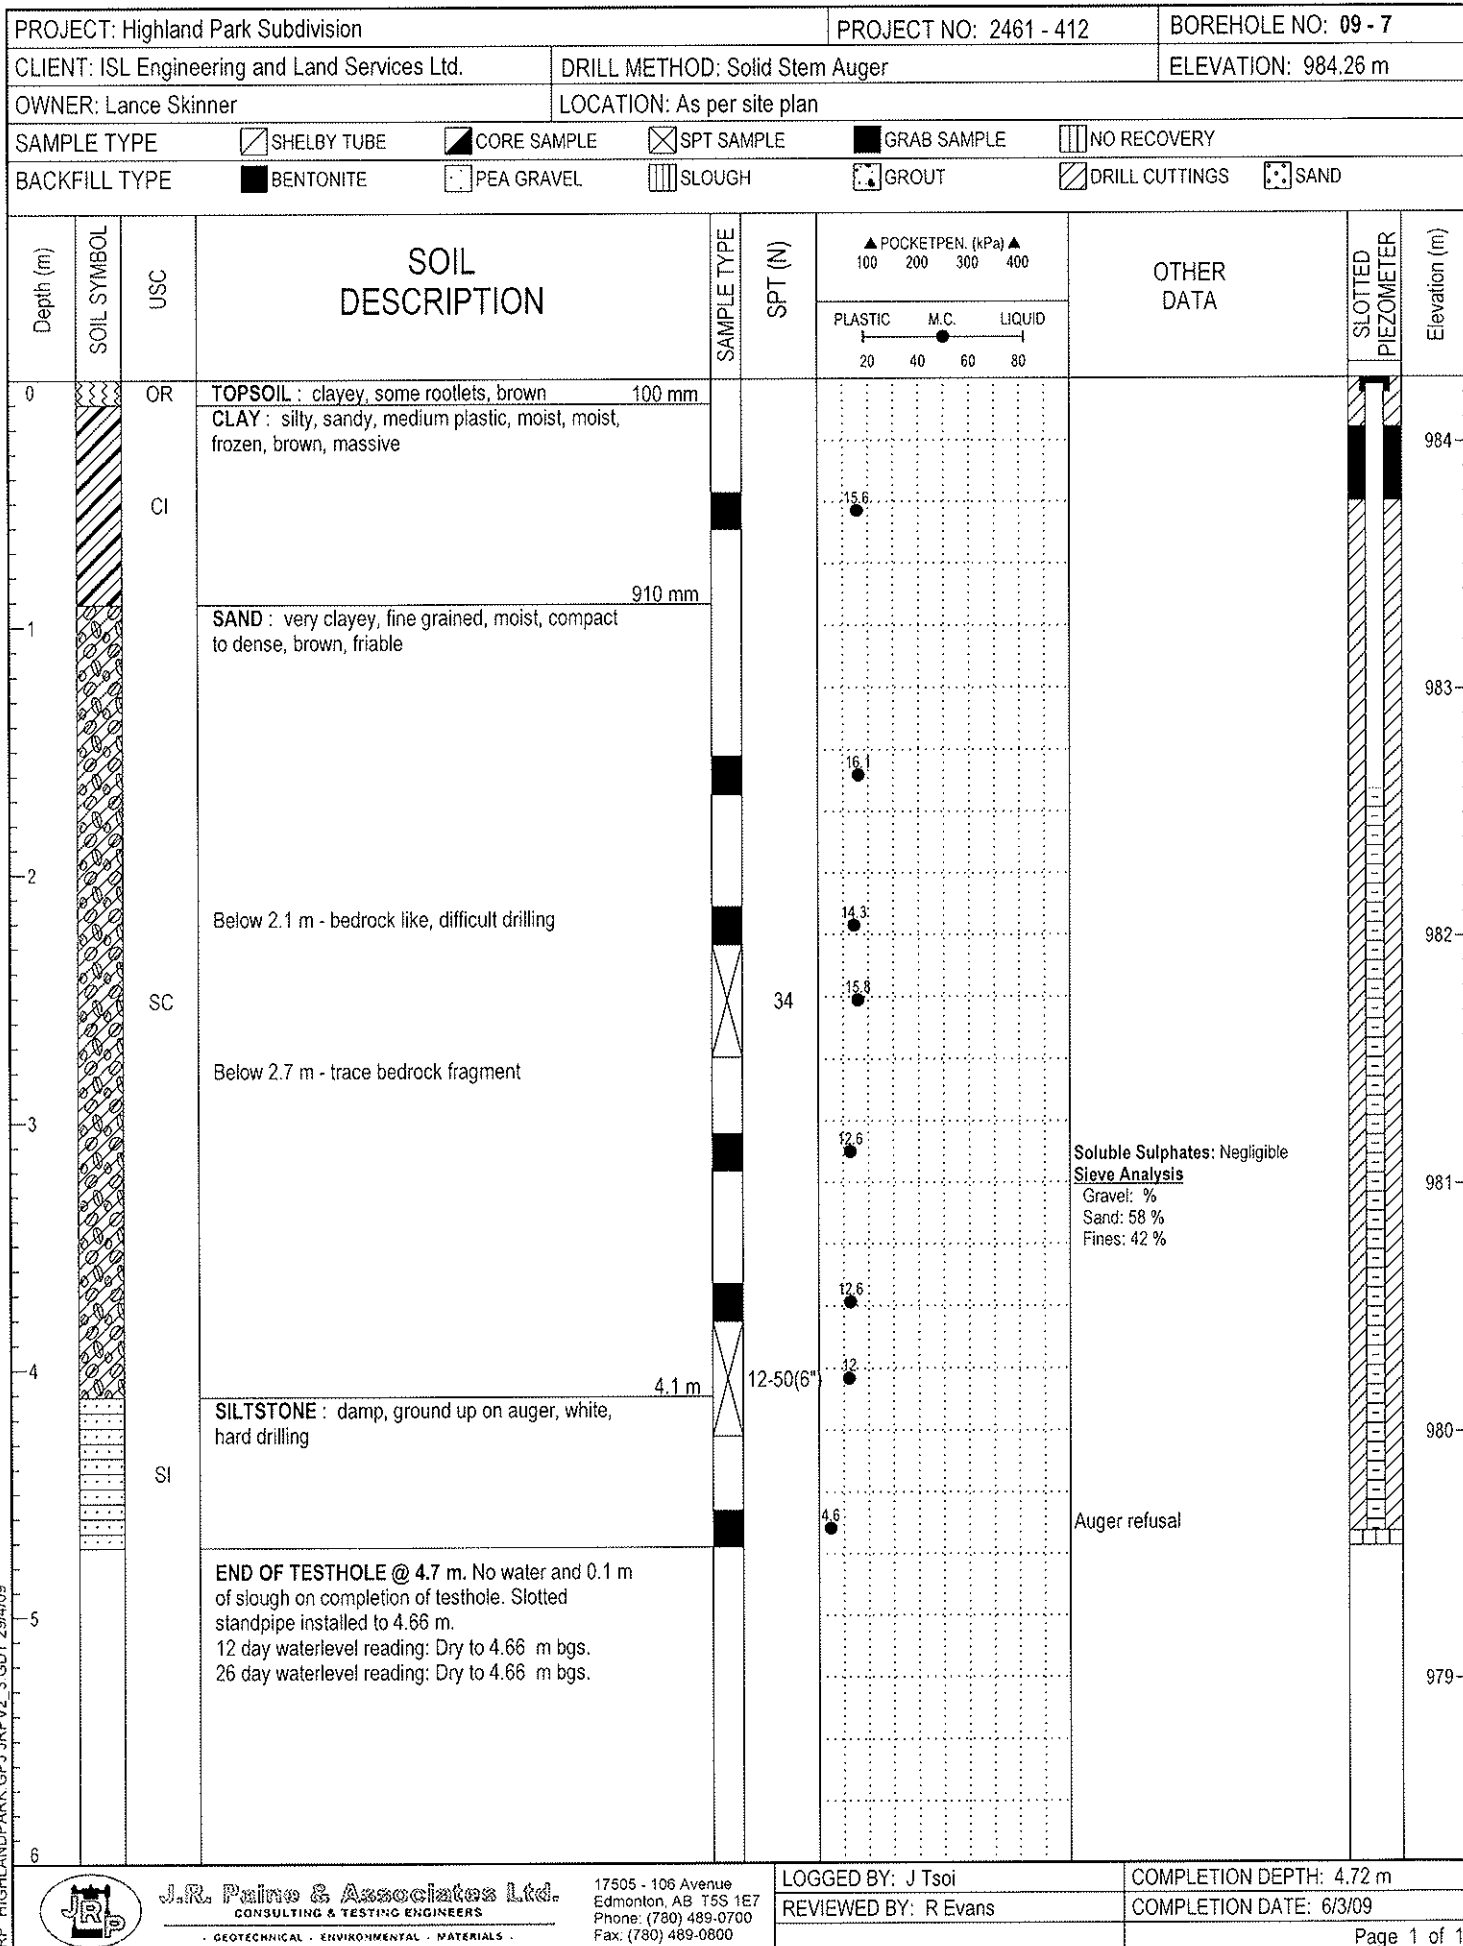 PROJECT: Highland Park Subdivision
PROJECT NO: 2461 - 412
BOREHOLE NO: 09 - 7
CLIENT: ISL Engineering and Land Services Ltd.
DRILL METHOD: Solid Stem Auger
ELEVATION: 984.26 m
OWNER: Lance Skinner
LOCATION: As per site plan
SAMPLE TYPE SHELBY TUBE CORE SAMPLE SPT SAMPLE GRAB SAMPLE NO RECOVERY
BACKFILL TYPE BENTONITE PEA GRAVEL SLOUGH GROUT DRILL CUTTINGS SAND
Depth (m)
SOIL SYMBOL
USC
SOIL
DESCRIPTION
SAMPLE TYPE
SPT (N)
▲ POCKETPEN. (kPa) ▲
100 200 300 400
PLASTIC M.C. LIQUID
20 40 60 80
OTHER
DATA
SLOTTED
PIEZOMETER
Elevation (m)
0
OR
TOPSOIL : clayey, some rootlets, brown 100 mm
CLAY : silty, sandy, medium plastic, moist, moist,
frozen, brown, massive
984
CI
15.6
910 mm
SAND : very clayey, fine grained, moist, compact
to dense, brown, friable
1
983
16.1
2
Below 2.1 m - bedrock like, difficult drilling
14.3
982
SC
34
15.8
Below 2.7 m - trace bedrock fragment
3
12.6
Soluble Sulphates: Negligible
Sieve Analysis
Gravel: %
Sand: 58 %
Fines: 42 %
981
12.6
4
4.1 m
12-50(6")
12
SILTSTONE : damp, ground up on auger, white,
hard drilling
980
SI
4.6
Auger refusal
END OF TESTHOLE @ 4.7 m. No water and 0.1 m
of slough on completion of testhole. Slotted
standpipe installed to 4.66 m.
12 day waterlevel reading: Dry to 4.66 m bgs.
26 day waterlevel reading: Dry to 4.66 m bgs.
5
979
6
HIGHLANDPARK.GPJ JRPV2_3.GDT 29/4/09
JRP
J.R. Paine & Associates Ltd.
CONSULTING & TESTING ENGINEERS
- GEOTECHNICAL - ENVIRONMENTAL - MATERIALS -
17505 - 106 Avenue
Edmonton, AB T5S 1E7
Phone: (780) 489-0700
Fax: (780) 489-0800
LOGGED BY: J Tsoi
REVIEWED BY: R Evans
COMPLETION DEPTH: 4.72 m
COMPLETION DATE: 6/3/09
Page 1 of 1